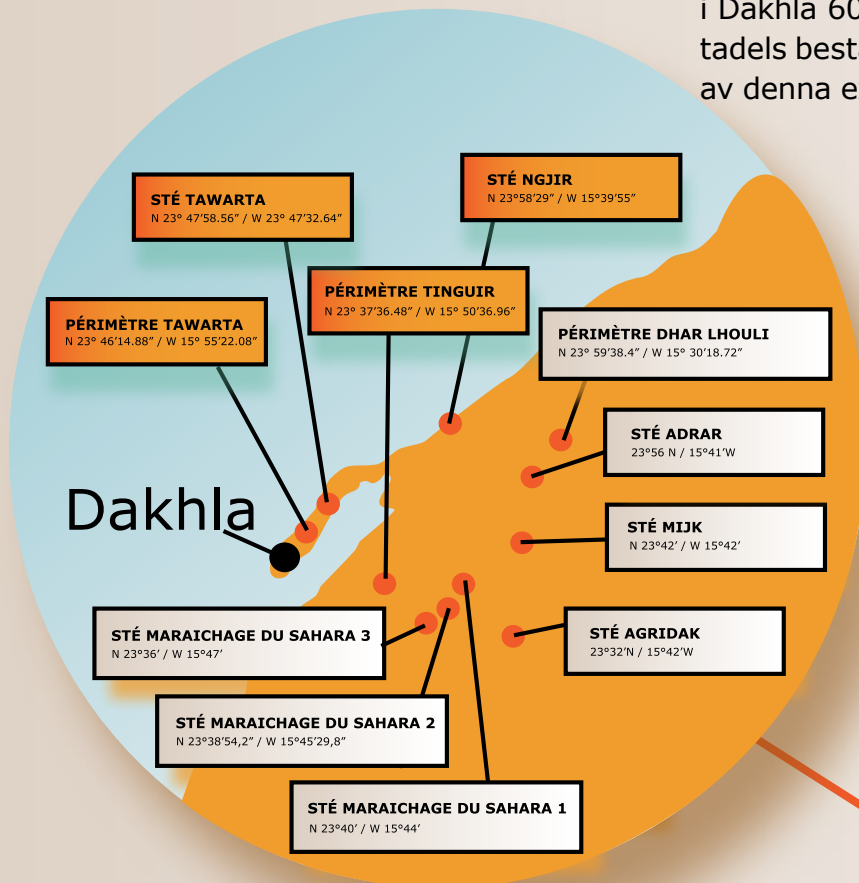 i Dakhla 60
tadels best
av denna e
STÉ TAWARTA
N 23° 47’58.56” / W 23° 47’32.64”
STÉ NGJIR
N 23°58’29” / W 15°39’55”
PÉRIMÈTRE TINGUIR
N 23° 37’36.48” / W 15° 50’36.96”
PÉRIMÈTRE TAWARTA
N 23° 46’14.88” / W 15° 55’22.08”
PÉRIMÈTRE DHAR LHOULI
N 23° 59’38.4” / W 15° 30’18.72”
STÉ ADRAR
23°56 N / 15°41’W
Dakhla
STÉ MIJK
N 23°42’ / W 15°42’
STÉ MARAICHAGE DU SAHARA 3
N 23°36’ / W 15°47’
STÉ AGRIDAK
23°32’N / 15°42’W
STÉ MARAICHAGE DU SAHARA 2
N 23°38’54,2” / W 15°45’29,8”
STÉ MARAICHAGE DU SAHARA 1
N 23°40’ / W 15°44’